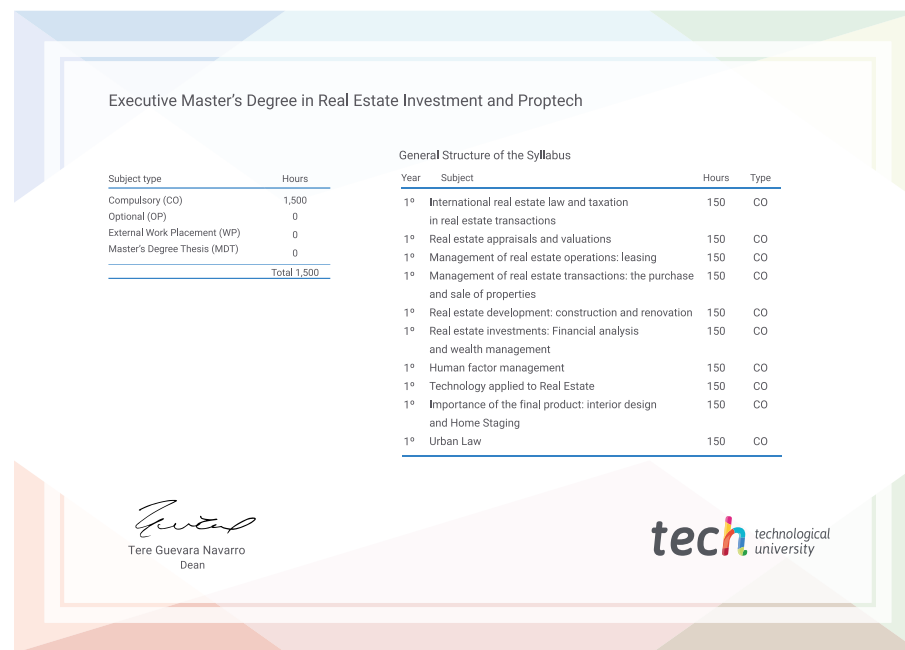 Executive Master's Degree in Real Estate Investment and Proptech
Subject type Hours
Compulsory (CO) 1,500
Optional (OP) 0
External Work Placement (WP) 0
Master's Degree Thesis (MDT) 0
Total 1,500
General Structure of the Syllabus
Year Subject Hours Type
1º International real estate law and taxation 150 CO
in real estate transactions
1º Real estate appraisals and valuations 150 CO
1º Management of real estate operations: leasing 150 CO
1º Management of real estate transactions: the purchase 150 CO
and sale of properties
1º Real estate development: construction and renovation 150 CO
1º Real estate investments: Financial analysis 150 CO
and wealth management
1º Human factor management 150 CO
1º Technology applied to Real Estate 150 CO
1º Importance of the final product: interior design 150 CO
and Home Staging
1º Urban Law 150 CO
Tere Guevara Navarro
Dean
tech technological
university